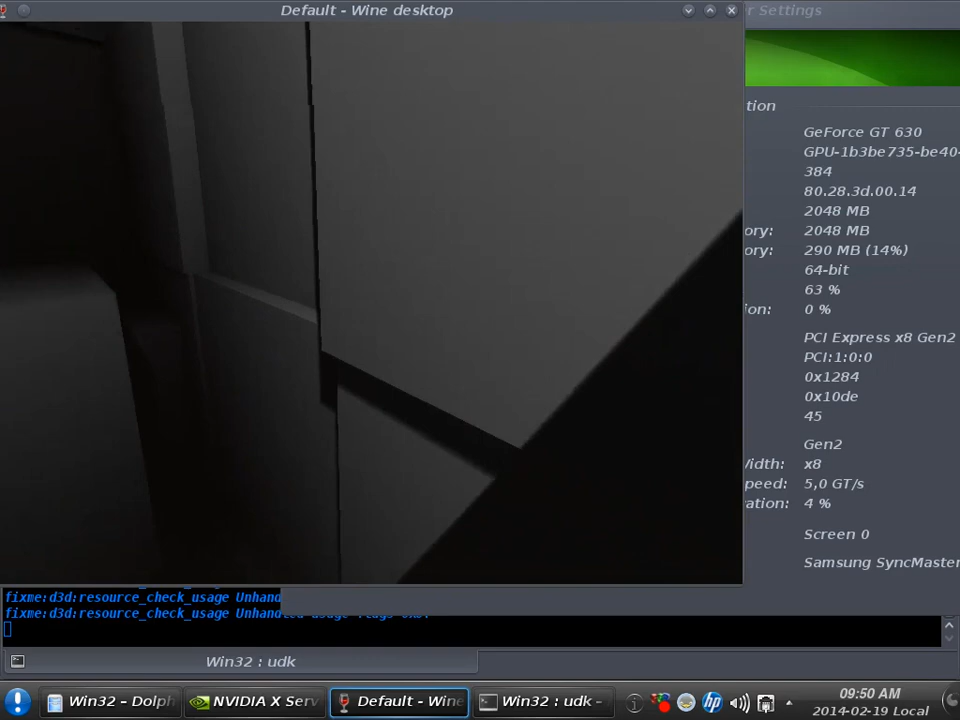 Default - Wine desktop
r Settings
tion
GeForce GT 630
GPU-1b3be735-be40-
384
80.28.3d.00.14
2048 MB
ory: 2048 MB
ory: 290 MB (14%)
64-bit
63 %
ion: 0 %
PCI Express x8 Gen2
PCI:1:0:0
0x1284
0x10de
45
Gen2
Width: x8
peed: 5,0 GT/s
ation: 4 %
Screen 0
Samsung SyncMaster
fixme:d3d:resource_check_usage Unhand
fixme:d3d:resource_check_usage
Win32 : udk
Win32 – Dolph
NVIDIA X Serv
Default - Wine
Win32 : udk –
hp
09:50 AM
2014-02-19 Local